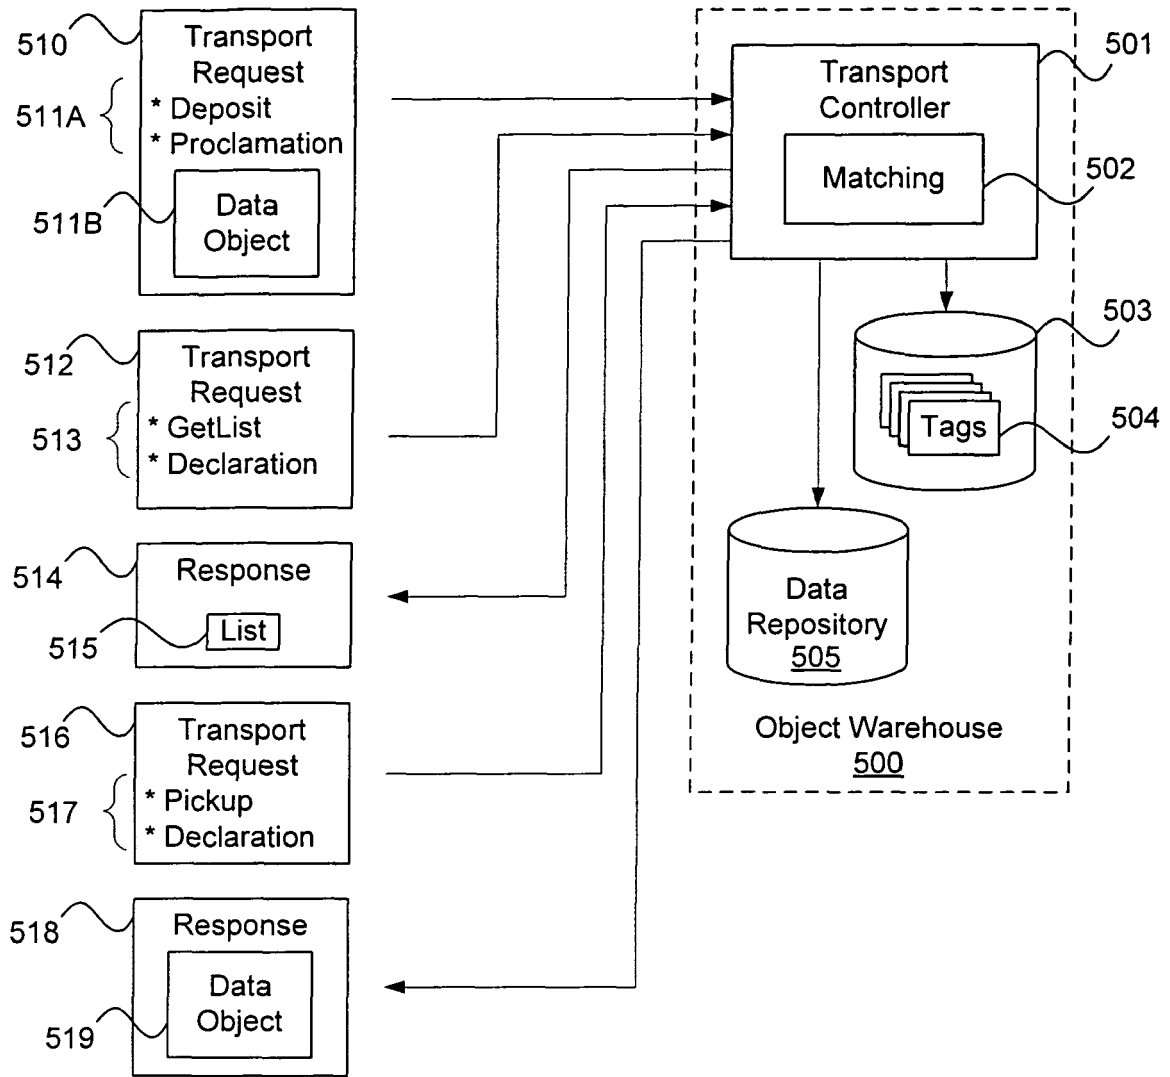 510
Transport
Request
511A
* Deposit
* Proclamation
511B
Data
Object
512
Transport
Request
513
* GetList
* Declaration
514
Response
515
List
516
Transport
Request
517
* Pickup
* Declaration
518
Response
519
Data
Object
501
Transport
Controller
502
Matching
503
504
Tags
Data
Repository
505
Object Warehouse
500